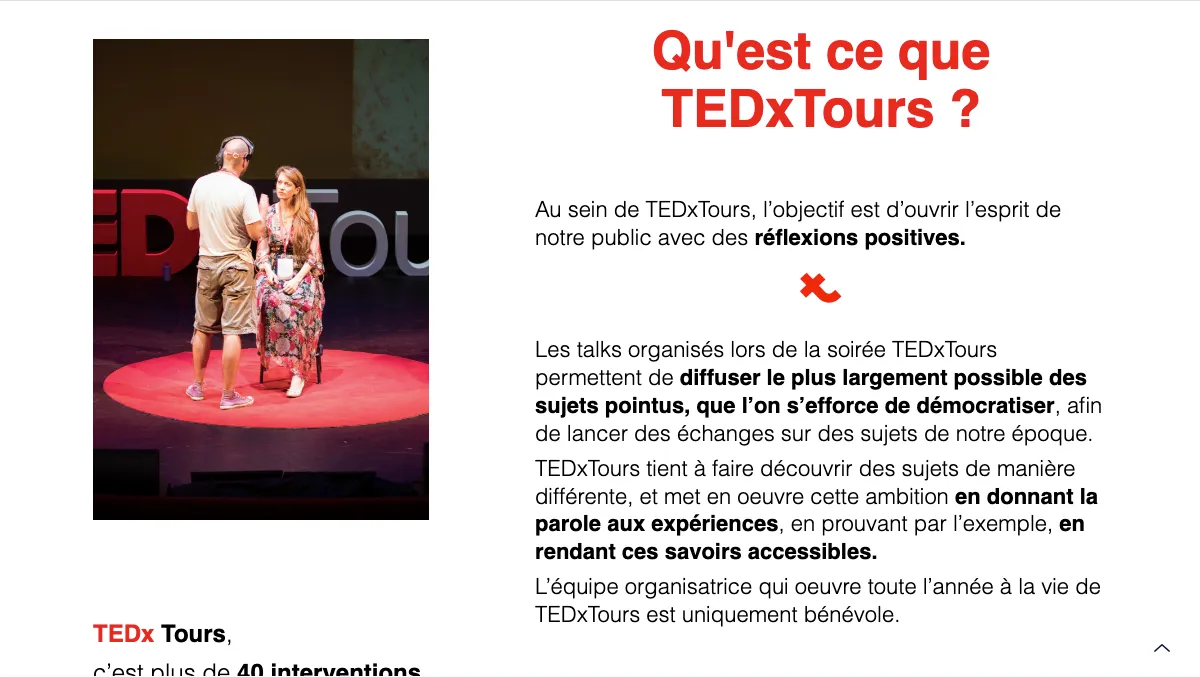 Qu'est ce que
TEDxTours ?
Au sein de TEDxTours, l’objectif est d’ouvrir l’esprit de
notre public avec des réflexions positives.
Les talks organisés lors de la soirée TEDxTours
permettent de diffuser le plus largement possible des
sujets pointus, que l’on s’efforce de démocratiser, afin
de lancer des échanges sur des sujets de notre époque.
TEDxTours tient à faire découvrir des sujets de manière
différente, et met en oeuvre cette ambition en donnant la
parole aux expériences, en prouvant par l’exemple, en
rendant ces savoirs accessibles.
L’équipe organisatrice qui oeuvre toute l’année à la vie de
TEDxTours est uniquement bénévole.
ED Tou
TEDx Tours,
c’est plus de 40 interventions